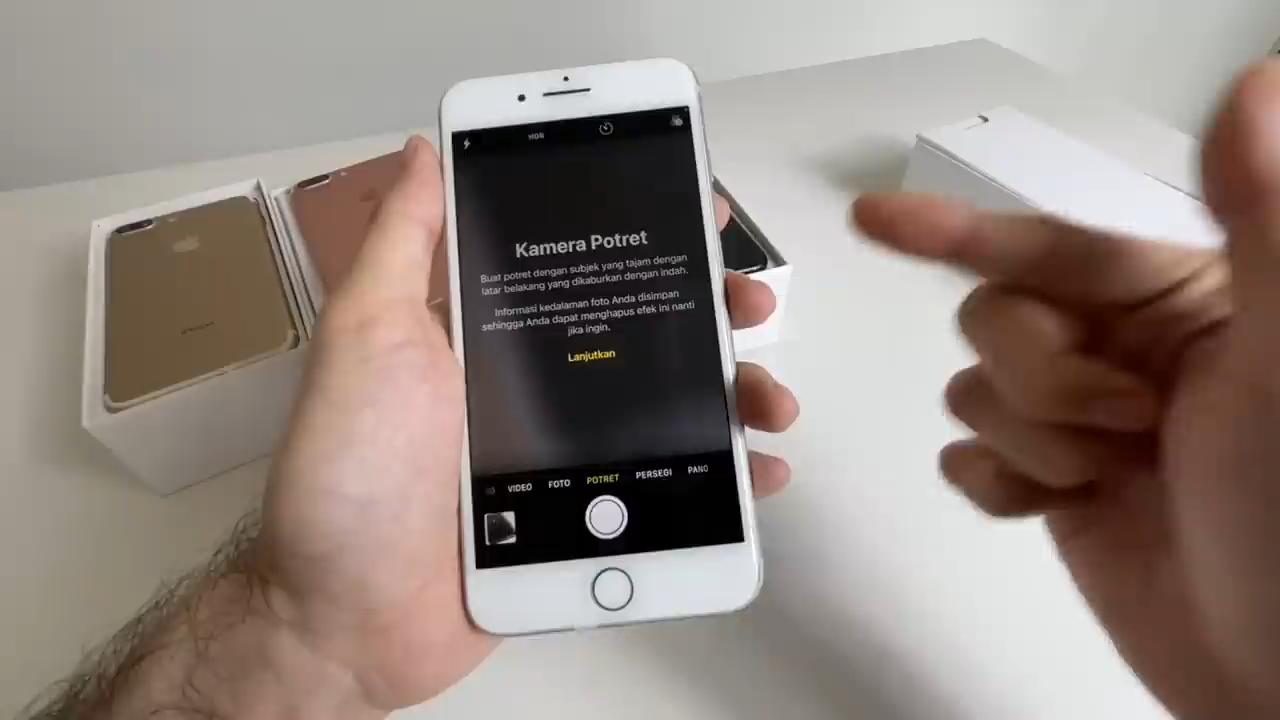 HDR
Kamera Potret
Buat potret dengan subjek yang tajam dengan
latar belakang yang dikaburkan dengan indah.
Informasi kedalaman foto Anda disimpan
sehingga Anda dapat menghapus efek ini nanti
jika ingin.
Lanjutkan
VIDEO FOTO POTRET PERSEGI PANO
iPhone